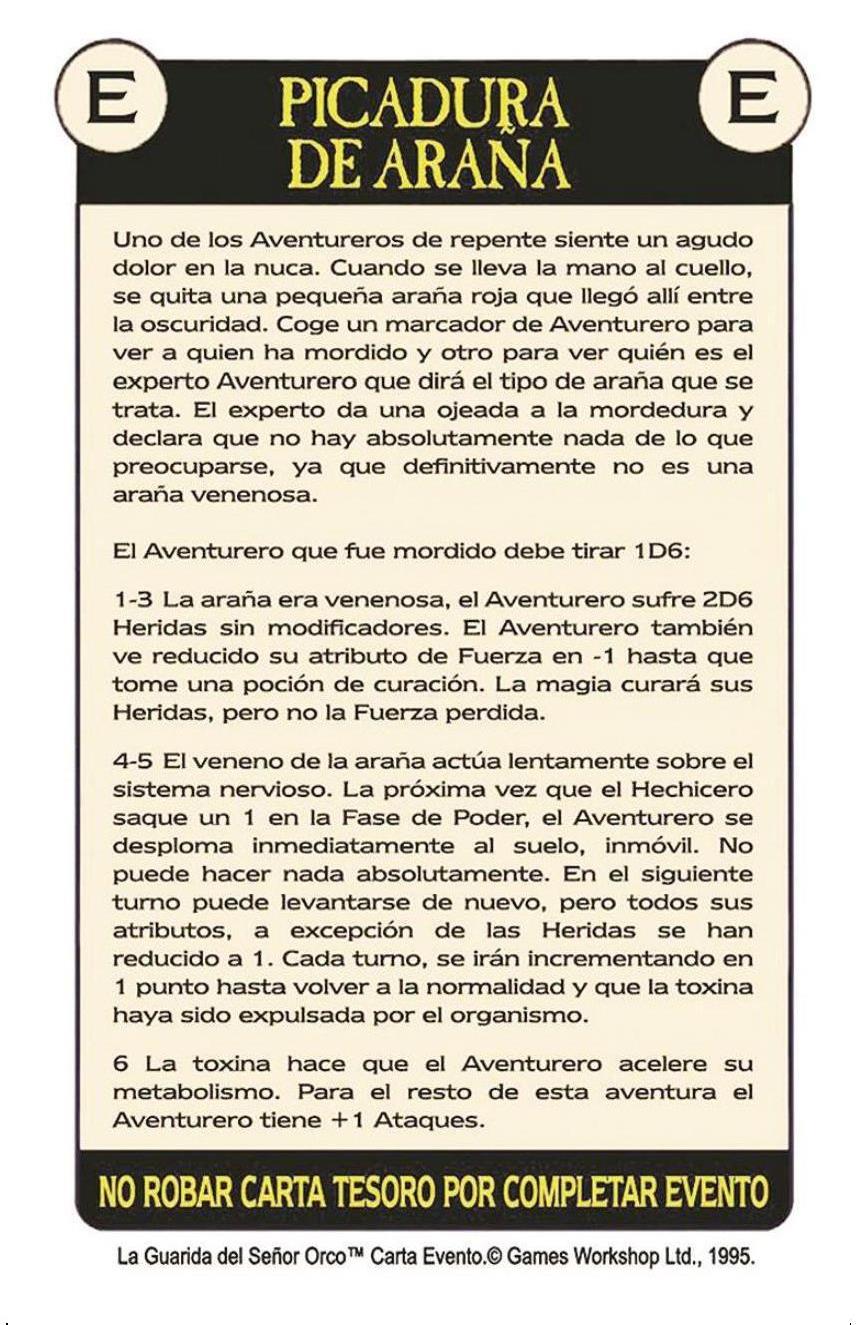 E
PICADURA
DE ARAÑA
E
Uno de los Aventureros de repente siente un agudo
dolor en la nuca. Cuando se lleva la mano al cuello,
se quita una pequeña araña roja que llegó allí entre
la oscuridad. Coge un marcador de Aventurero para
ver a quien ha mordido y otro para ver quién es el
experto Aventurero que dirá el tipo de araña que se
trata. El experto da una ojeada a la mordedura y
declara que no hay absolutamente nada de lo que
preocuparse, ya que definitivamente no es una
araña venenosa.
El Aventurero que fue mordido debe tirar 1D6:
1-3 La araña era venenosa, el Aventurero sufre 2D6
Heridas sin modificadores. El Aventurero también
ve reducido su atributo de Fuerza en -1 hasta que
tome una poción de curación. La magia curará sus
Heridas, pero no la Fuerza perdida.
4-5 El veneno de la araña actúa lentamente sobre el
sistema nervioso. La próxima vez que el Hechicero
saque un 1 en la Fase de Poder, el Aventurero se
desploma inmediatamente al suelo, inmóvil. No
puede hacer nada absolutamente. En el siguiente
turno puede levantarse de nuevo, pero todos sus
atributos, a excepción de las Heridas se han
reducido a 1. Cada turno, se irán incrementando en
1 punto hasta volver a la normalidad y que la toxina
haya sido expulsada por el organismo.
6 La toxina hace que el Aventurero acelere su
metabolismo. Para el resto de esta aventura el
Aventurero tiene +1 Ataques.
NO ROBAR CARTA TESORO POR COMPLETAR EVENTO
La Guarida del Señor Orco™ Carta Evento.© Games Workshop Ltd., 1995.